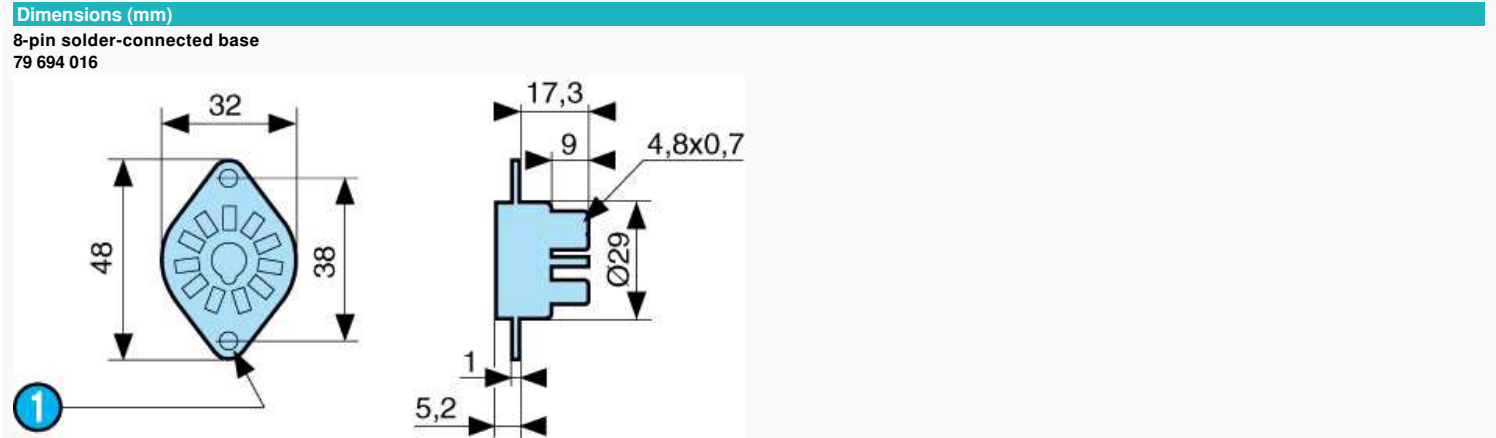 Dimensions (mm)
8-pin solder-connected base
79 694 016
32
48
38
1
17,3
9
4,8x0,7
Ø29
1
5,2